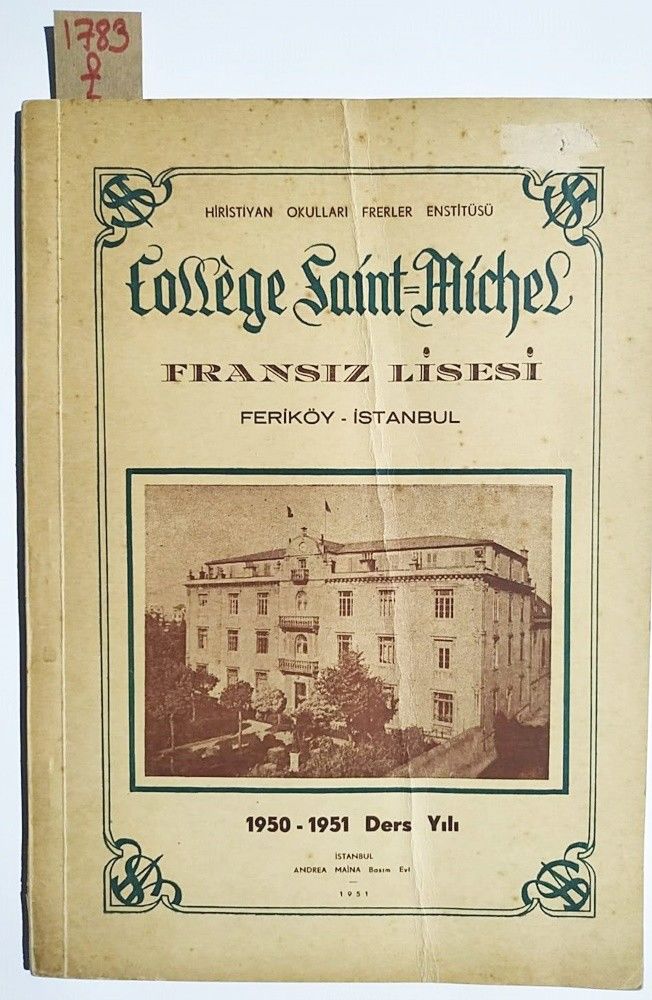 1783
HİRİSTİYAN OKULLARI FRERLER ENSTİTÜSÜ
Collège Saint=Michel
FRANSIZ LİSESİ
FERİKÖY - İSTANBUL
1950 - 1951 Ders Yılı
İSTANBUL
ANDREA MAİNA Basım Evi
1951